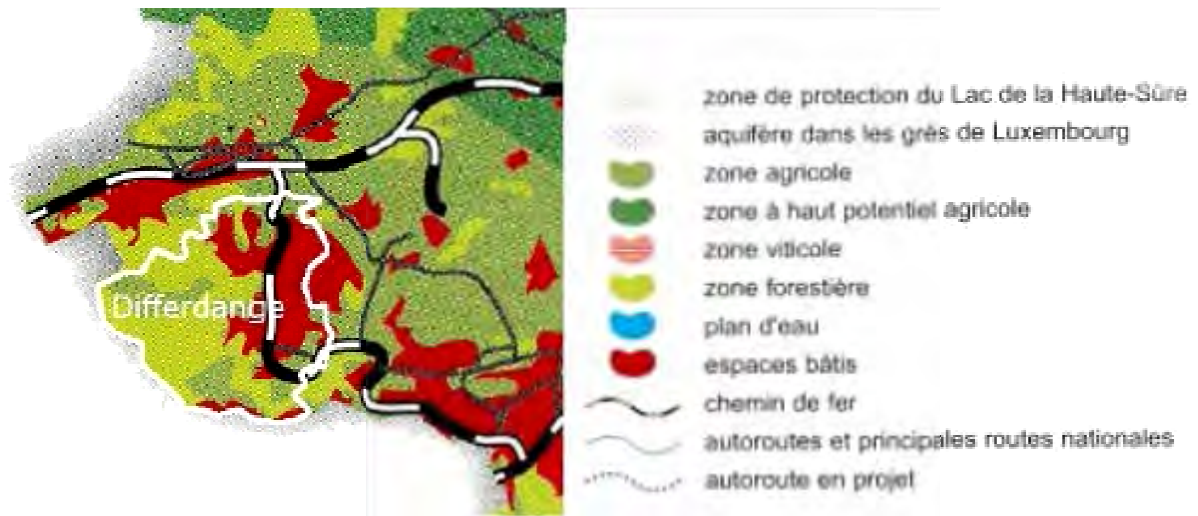 Differdange
zone de protection du Lac de la Haute-Sûre
aquifère dans les grès de Luxembourg
zone agricole
zone à haut potentiel agricole
zone viticole
zone forestière
plan d'eau
espaces bâtis
chemin de fer
autoroutes et principales routes nationales
autoroute en projet